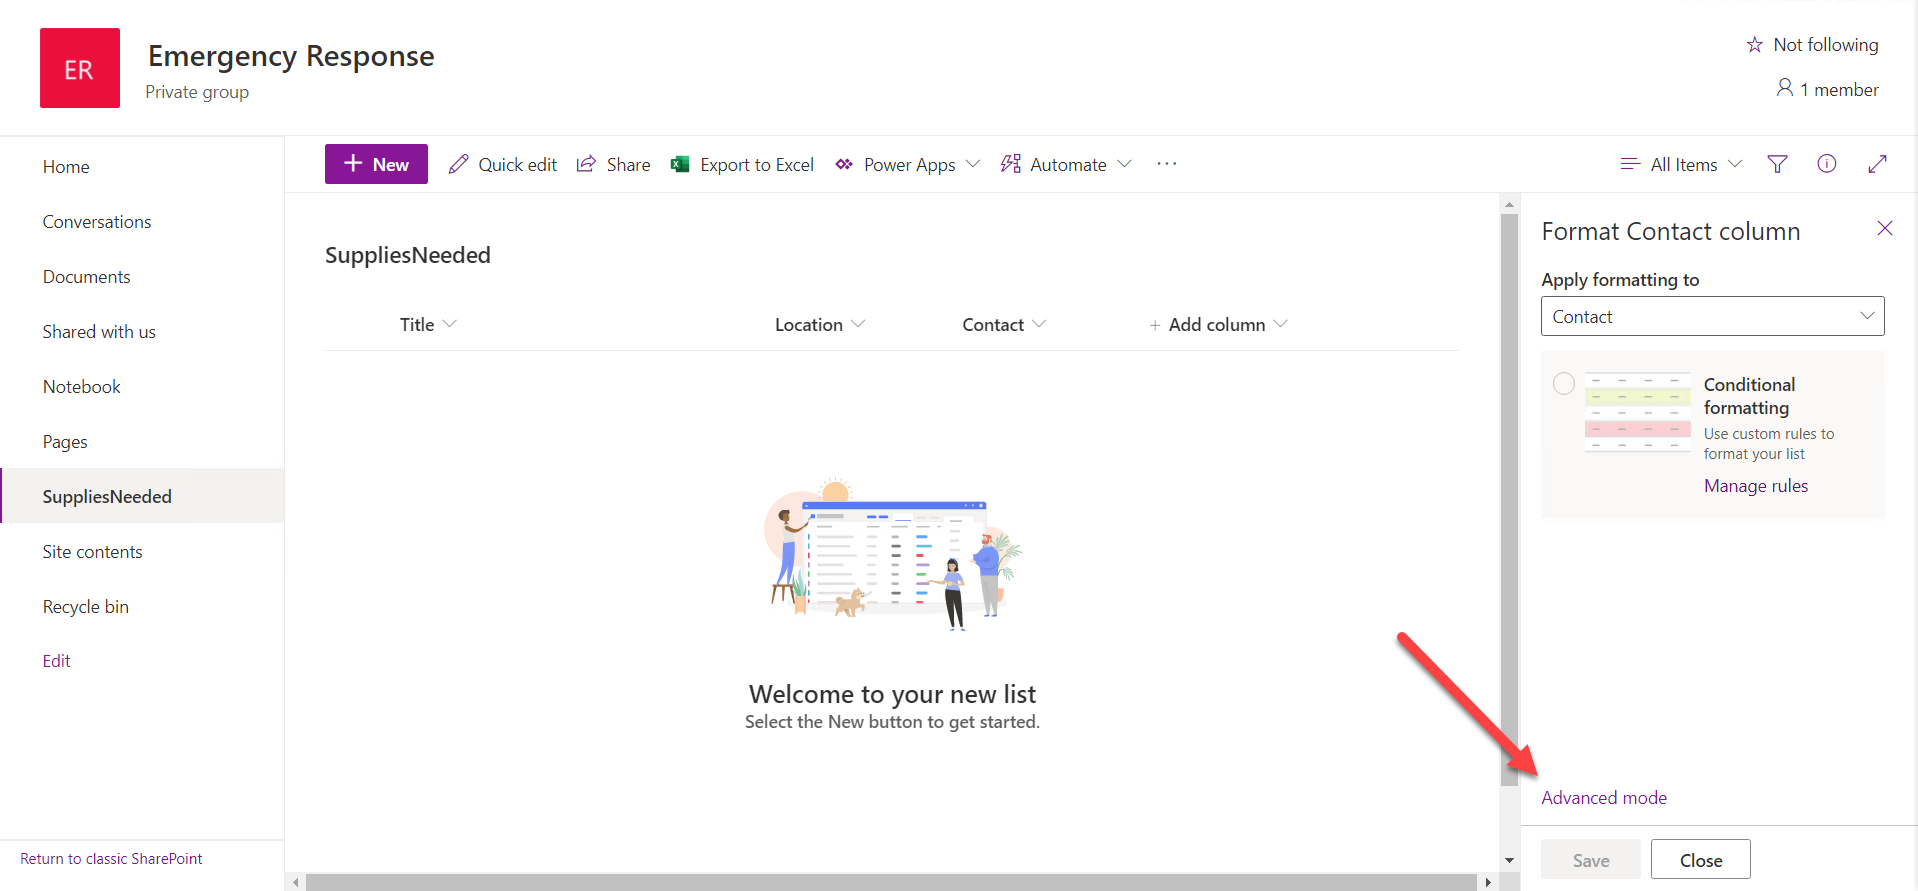 ER
Emergency Response
Private group
Not following
1 member
Home
Conversations
Documents
Shared with us
Notebook
Pages
SuppliesNeeded
Site contents
Recycle bin
Edit
Return to classic SharePoint
+ New
Quick edit
Share
Export to Excel
Power Apps
Automate
...
All Items
SuppliesNeeded
Title
Location
Contact
+ Add column
Welcome to your new list
Select the New button to get started.
Format Contact column
Apply formatting to
Contact
Conditional
formatting
Use custom rules to
format your list
Manage rules
Advanced mode
Save
Close